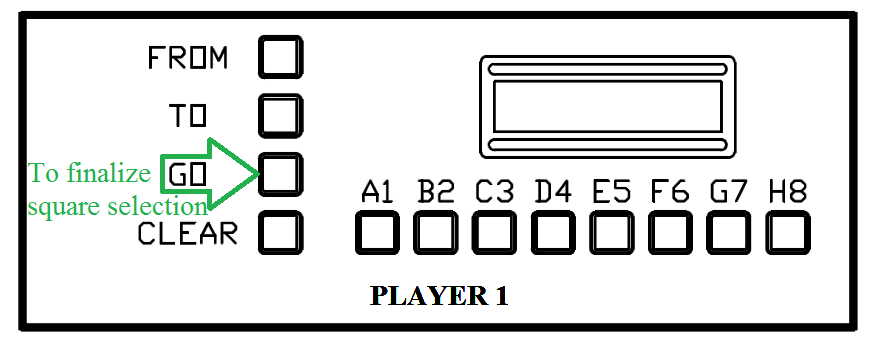 FROM
TO
To finalize
GO
square selection
CLEAR
A1 B2 C3 D4 E5 F6 G7 H8
PLAYER 1